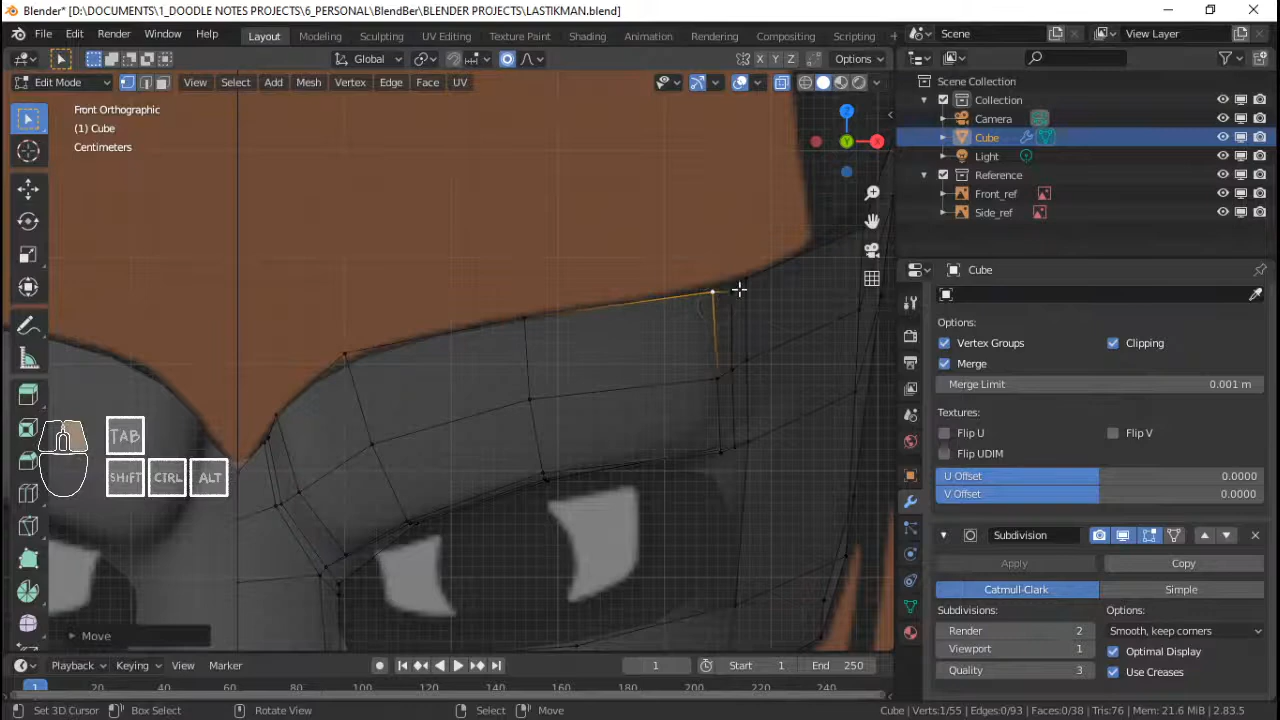 Blender* [D:\DOCUMENTS\1_DOODLE NOTES PROJECTS\6_PERSONAL\BlendBer\BLENDER PROJECTS\LASTIKMAN.blend]
File Edit Render Window Help Layout Modeling Sculpting UV Editing Texture Paint Shading Animation Rendering Compositing Scripting + Scene View Layer
Global Options
Edit Mode View Select Add Mesh Vertex Edge Face UV
Front Orthographic
(1) Cube
Centimeters
Scene Collection
Collection
Camera
Cube
Light
Reference
Front_ref
Side_ref
Cube
Options:
Vertex Groups Clipping
Merge
Merge Limit 0.001 m
Textures:
Flip U Flip V
Flip UDIM
U Offset 0.0000
V Offset 0.0000
Subdivision
Apply Copy
Catmull-Clark Simple
Subdivisions: Options:
Render 2 Smooth, keep corners
Viewport 1 Optimal Display
Quality 3 Use Creases
TAB
SHIFT CTRL ALT
Move
X Y Z
Z
Y X
Playback Keying View Marker 1 Start 1 End 250
1 20 40 60 80 100 120 140 160 180 200 220 240
Set 3D Cursor Box Select Rotate View Select Move Cube | Verts:1/55 | Edges:0/93 | Faces:0/38 | Tris:76 | Mem: 21.6 MiB | 2.83.5